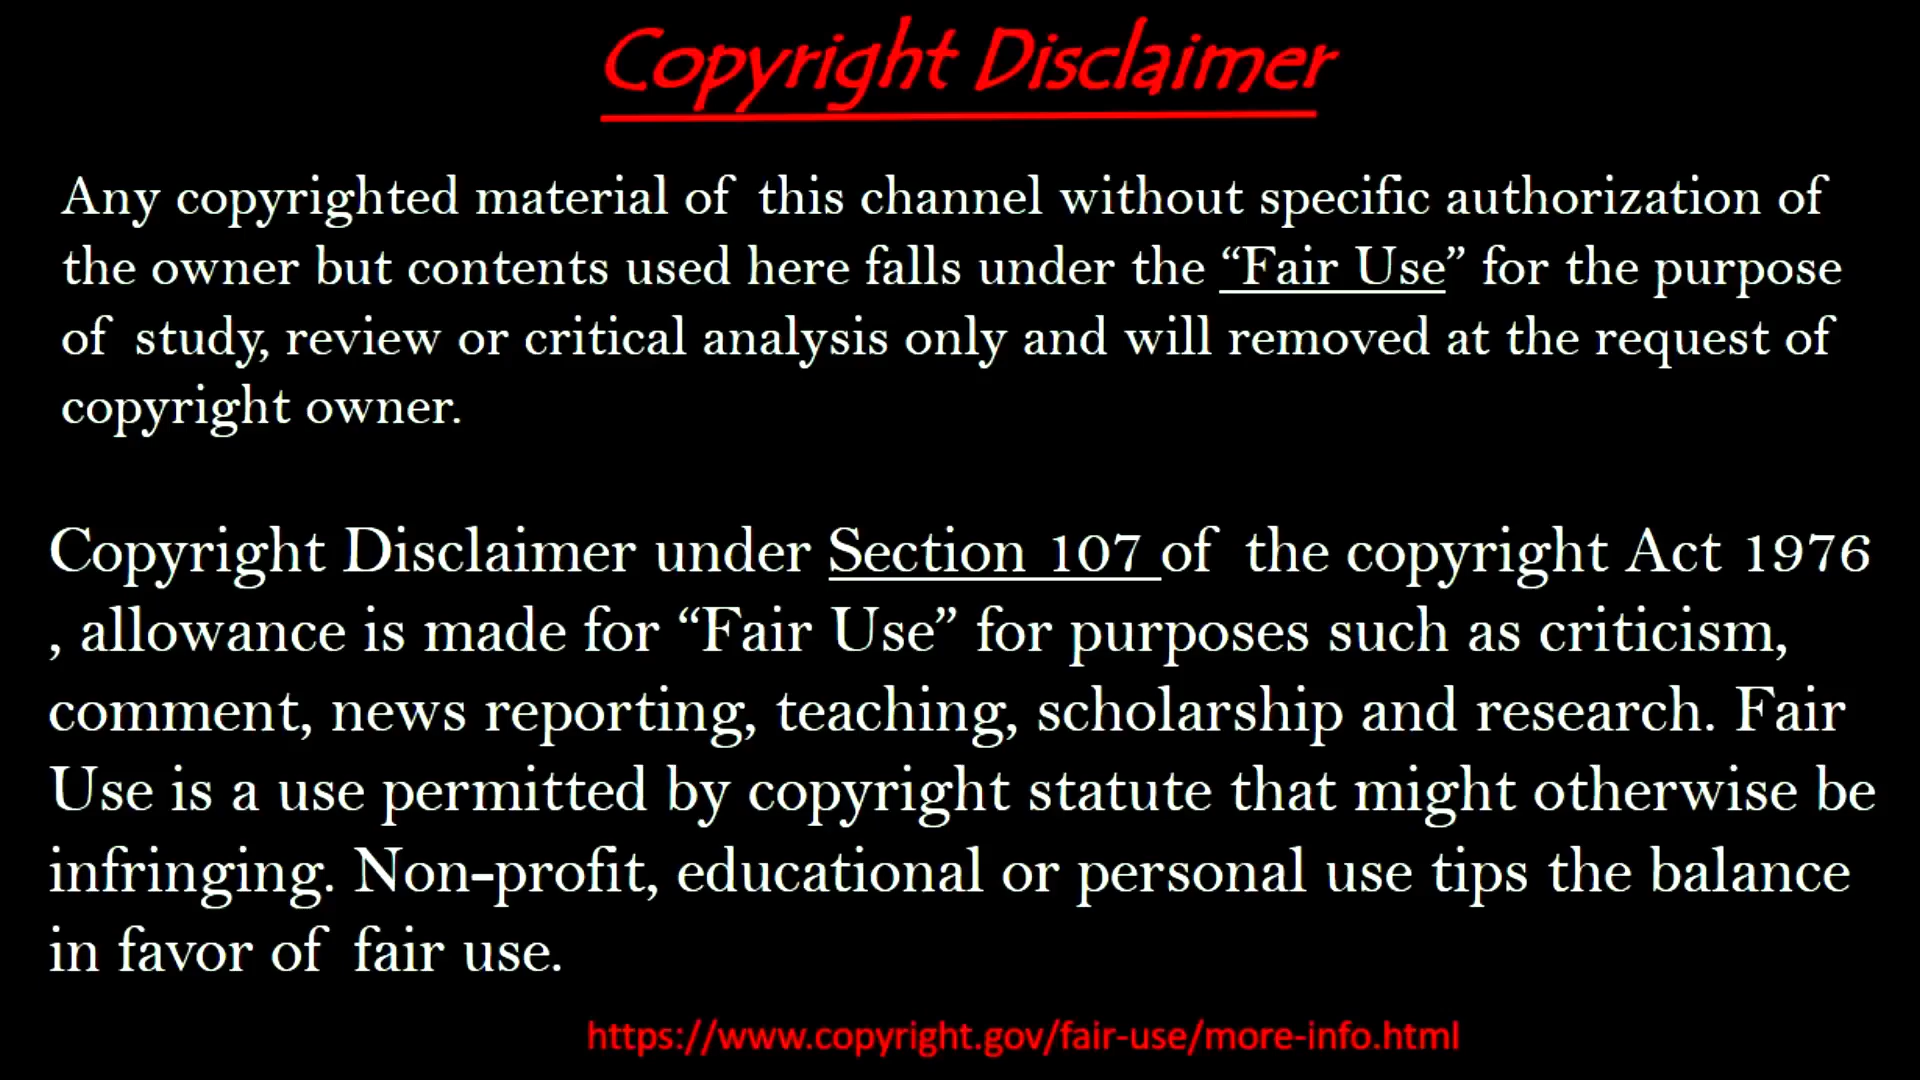 Copyright Disclaimer
Any copyrighted material of this channel without specific authorization of
the owner but contents used here falls under the “Fair Use” for the purpose
of study, review or critical analysis only and will removed at the request of
copyright owner.
Copyright Disclaimer under Section 107 of the copyright Act 1976
, allowance is made for “Fair Use” for purposes such as criticism,
comment, news reporting, teaching, scholarship and research. Fair
Use is a use permitted by copyright statute that might otherwise be
infringing. Non-profit, educational or personal use tips the balance
in favor of fair use.
https://www.copyright.gov/fair-use/more-info.html